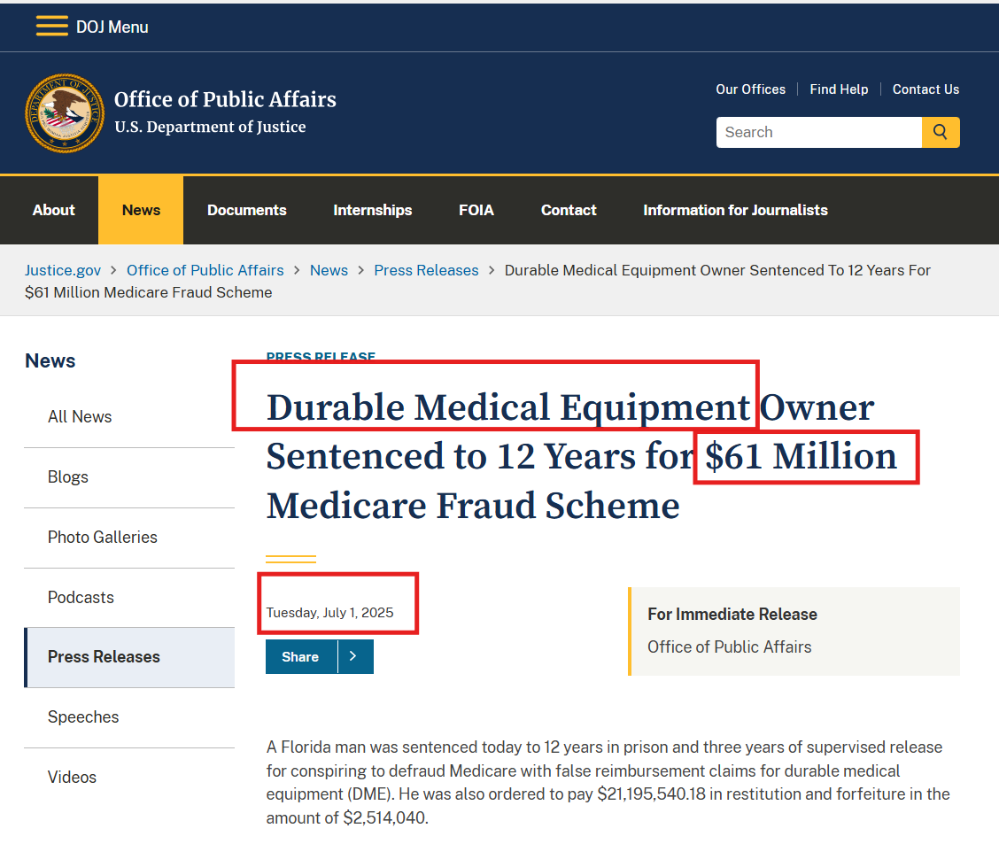 DOJ Menu
Office of Public Affairs
U.S. Department of Justice
Our Offices
Find Help
Contact Us
Search
About
News
Documents
Internships
FOIA
Contact
Information for Journalists
Justice.gov > Office of Public Affairs > News > Press Releases > Durable Medical Equipment Owner Sentenced To 12 Years For
$61 Million Medicare Fraud Scheme
News
All News
Blogs
Photo Galleries
Podcasts
Press Releases
Speeches
Videos
PRESS RELEASE
Durable Medical Equipment Owner
Sentenced to 12 Years for $61 Million
Medicare Fraud Scheme
Tuesday, July 1, 2025
Share >
For Immediate Release
Office of Public Affairs
A Florida man was sentenced today to 12 years in prison and three years of supervised release
for conspiring to defraud Medicare with false reimbursement claims for durable medical
equipment (DME). He was also ordered to pay $21,195,540.18 in restitution and forfeiture in the
amount of $2,514,040.